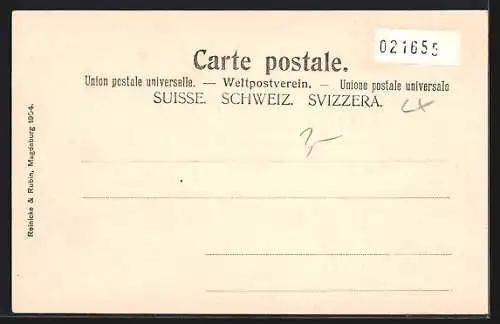 021655
Carte postale.
Union postale universelle. — Weltpostverein. — Unione postale universale
SUISSE. SCHWEIZ. SVIZZERA.
Reinicke & Rubin, Magdeburg 1904.